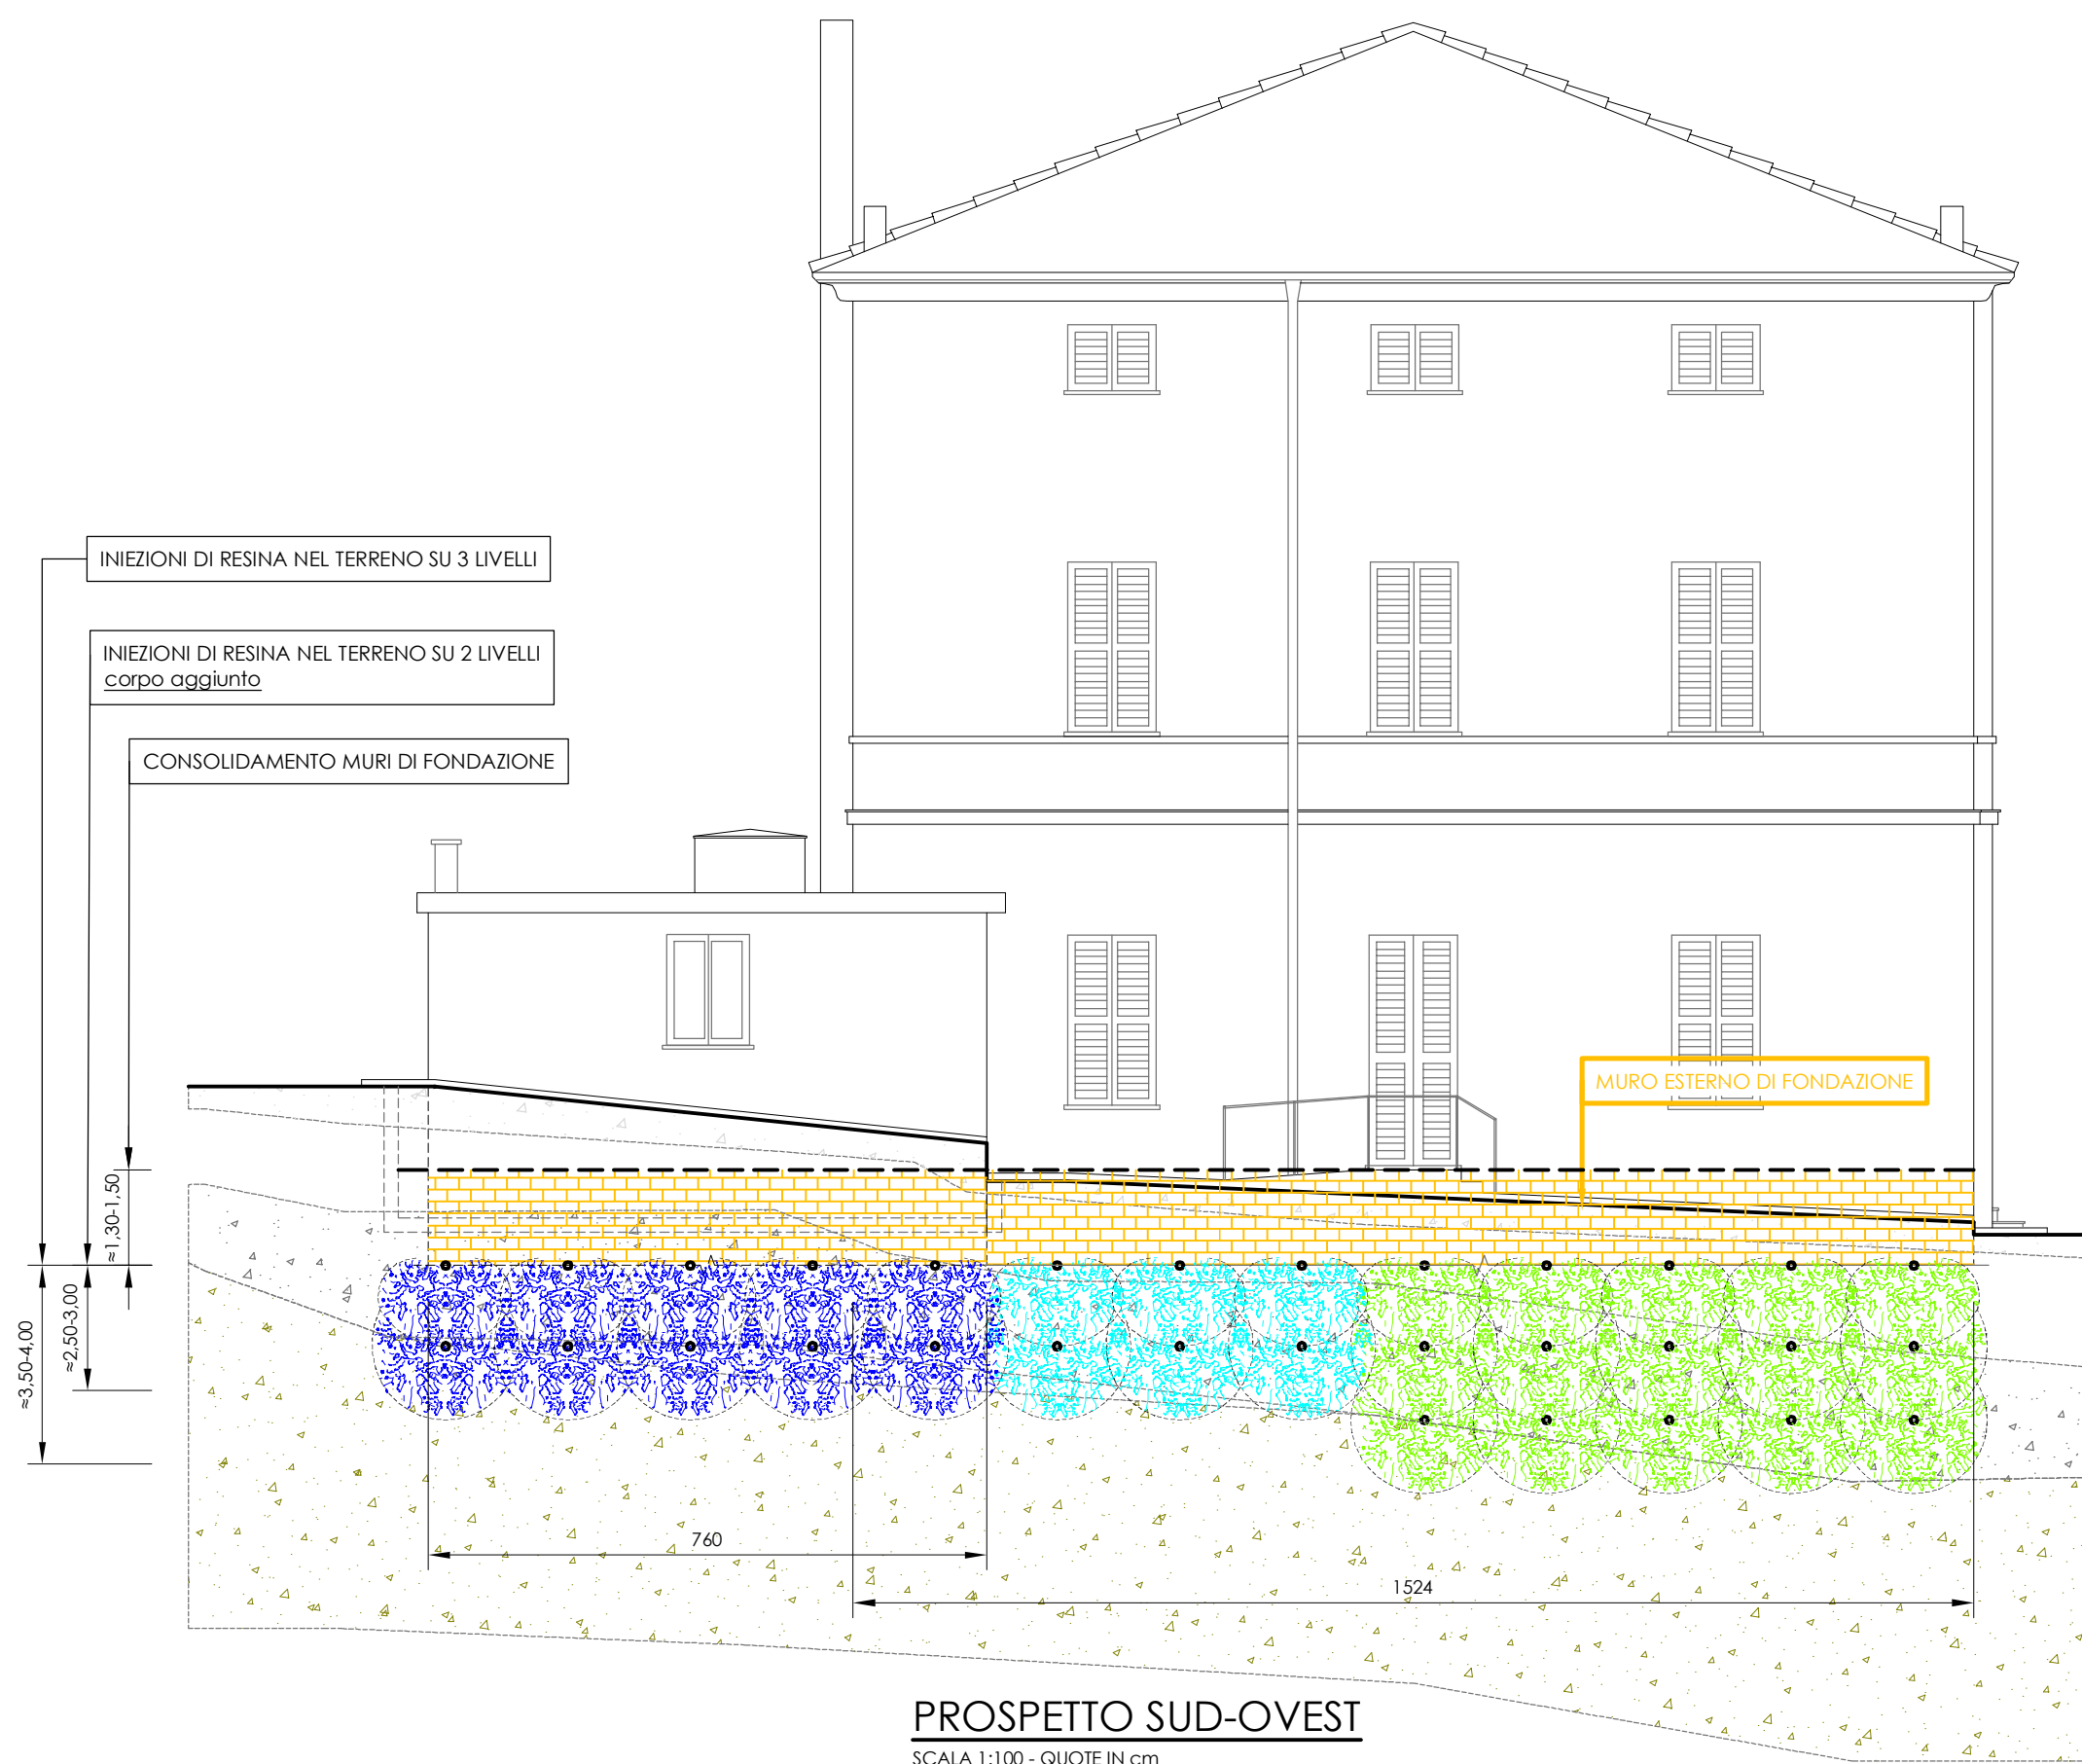 INIEZIONI DI RESINA NEL TERRENO SU 3 LIVELLI
INIEZIONI DI RESINA NEL TERRENO SU 2 LIVELLI
corpo aggiunto
CONSOLIDAMENTO MURI DI FONDAZIONE
MURO ESTERNO DI FONDAZIONE
≈1,30-1,50
≈2,50-3,00
≈3,50-4,00
760
1524
PROSPETTO SUD-OVEST
SCALA 1:100 - QUOTE IN cm